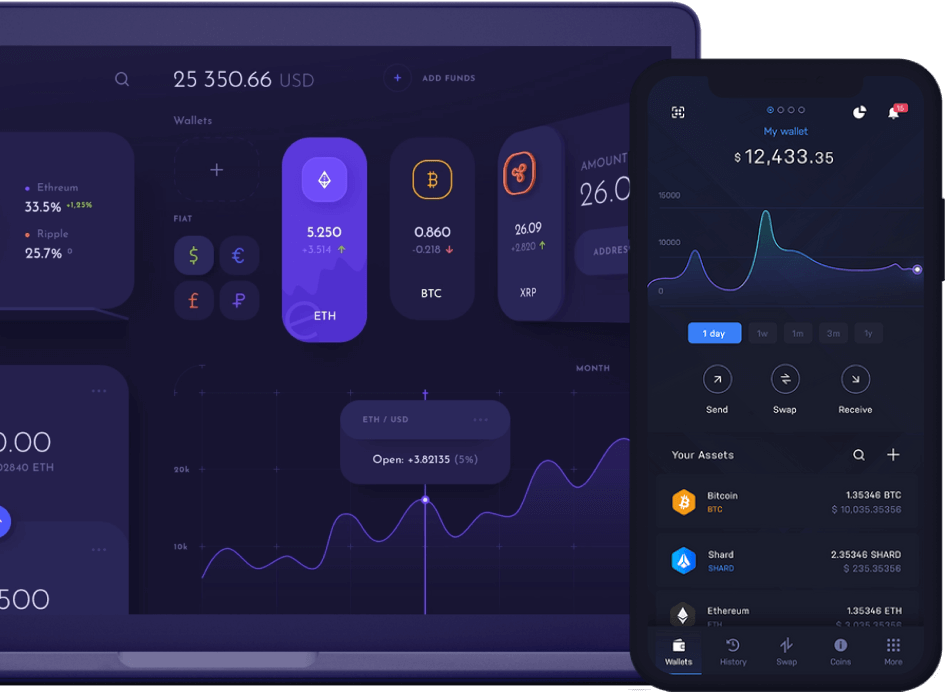 25 350.66 USD
+ ADD FUNDS
Wallets
Ethreum
33.5% +1,25%
Ripple
25.7% 0
FIAT
$ €
£ ₽
5.250
+3.514
ETH
0.860
-0.218
BTC
26.09
+2.820
XRP
AMOUNT
26.0
ADDRES
MONTH
ETH / USD
Open: +3.82135 (5%)
20k
10k
0.00
02840 ETH
500
15
My wallet
$ 12,433.35
15000
10000
0
1 day 1w 1m 3m 1y
Send Swap Receive
Your Assets
Bitcoin 1.35346 BTC
BTC $ 10,035.35356
Shard 2.35346 SHARD
SHARD $ 235.35356
Ethereum 1.35346 ETH
ETH $ 3,035.35356
Wallets History Swap Coins More